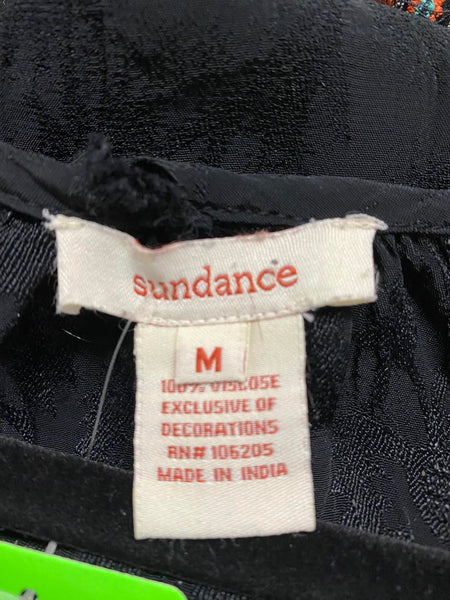 sundance
M
100% VISCOSE
EXCLUSIVE OF
DECORATIONS
RN# 106205
MADE IN INDIA